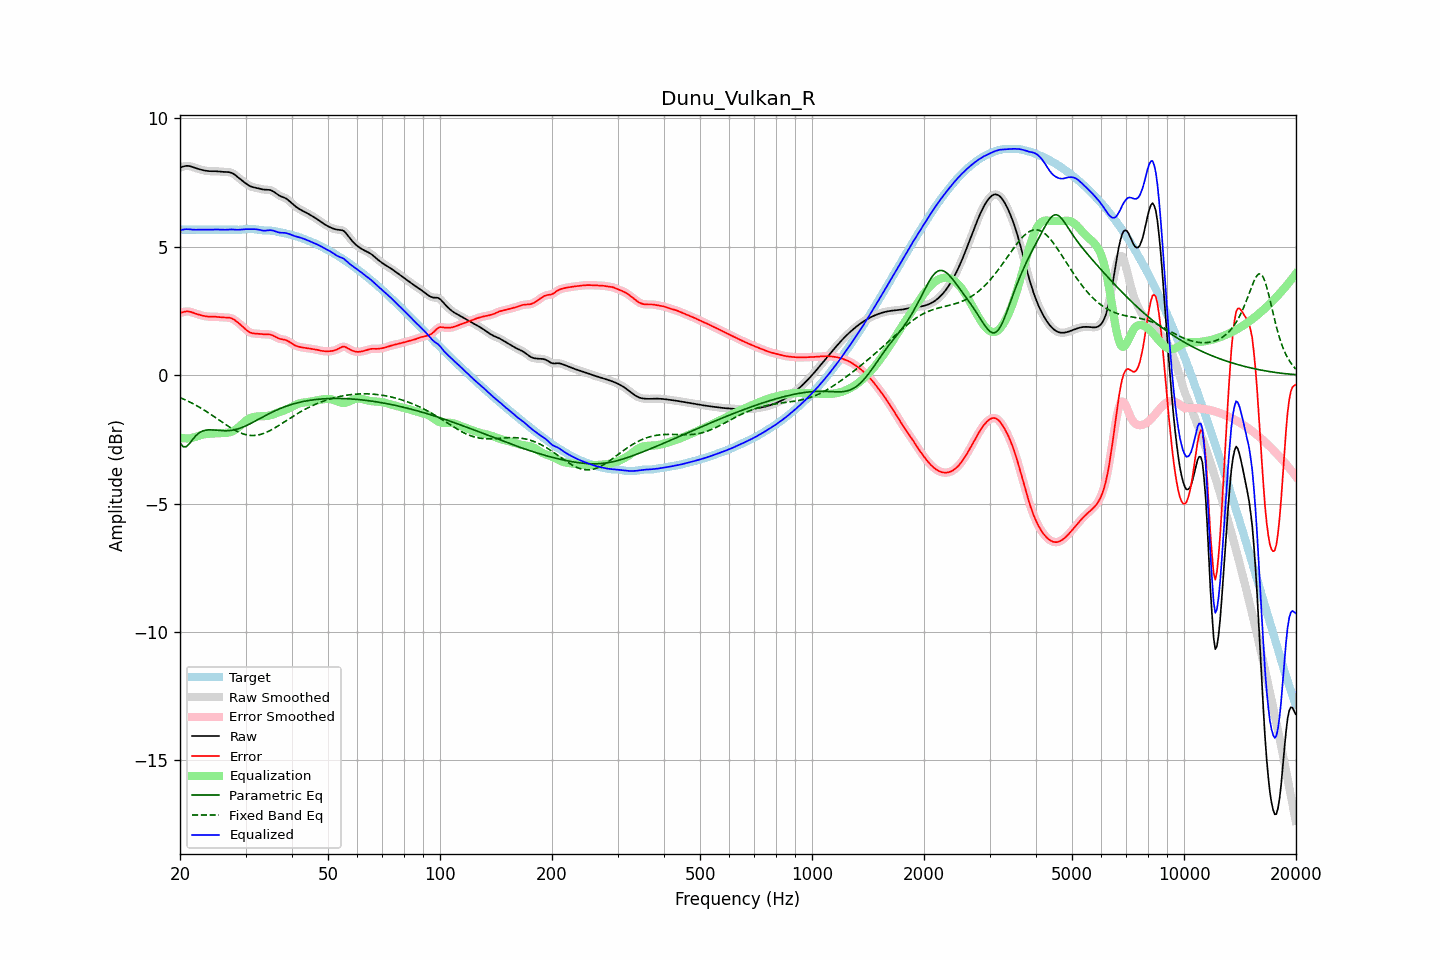 Dunu_Vulkan_R
Amplitude (dBr)
10
5
0
−5
−10
−15
Target
Raw Smoothed
Error Smoothed
Raw
Error
Equalization
Parametric Eq
Fixed Band Eq
Equalized
20 50 100 200 500 1000 2000 5000 10000 20000
Frequency (Hz)